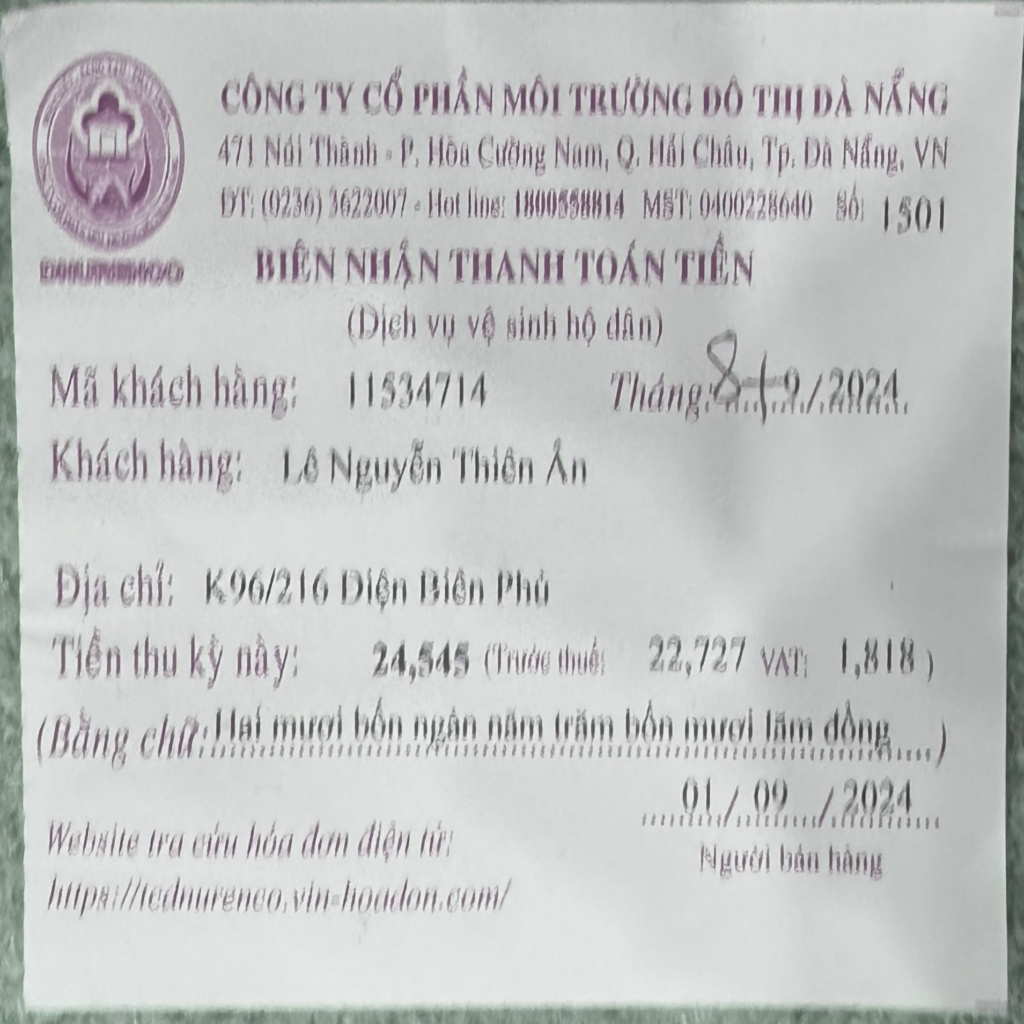 CÔNG TY CỔ PHẦN MÔI TRƯỜNG ĐÔ THỊ ĐÀ NẴNG
471 Núi Thành - P. Hòa Cường Nam, Q. Hải Châu, Tp. Đà Nẵng, VN
ĐT: (0236) 3622007 - Hot line: 1800558814 MST: 0400228640 Số: 1501
BIÊN NHẬN THANH TOÁN TIỀN
(Dịch vụ vệ sinh hộ dân)
Mã khách hàng: 11534714 Tháng: 8+9/2024
Khách hàng: Lê Nguyễn Thiên Ân
Địa chỉ: K96/216 Điện Biên Phủ
Tiền thu kỳ này: 24,545 (Trước thuế: 22,727 VAT: 1,818 )
(Bằng chữ: Hai mươi bốn ngàn năm trăm bốn mươi lăm đồng )
01 / 09 / 2024
Người bán hàng
Website tra cứu hóa đơn điện tử:
https://tcdnurenco.vin-hoadon.com/